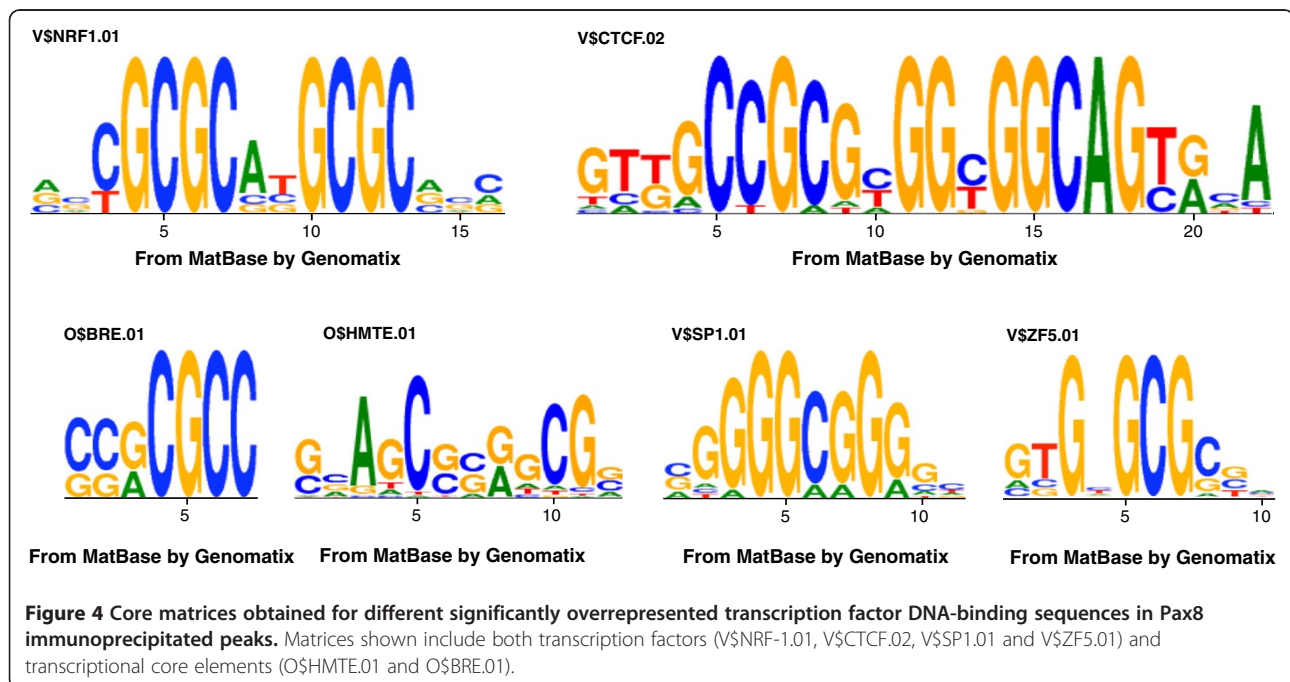 V$NRF1.01
V$CTCF.02
5 10 15
5 10 15 20
From MatBase by Genomatix
From MatBase by Genomatix
O$BRE.01
O$HMTE.01
V$SP1.01
V$ZF5.01
5
5 10
5 10
5 10
From MatBase by Genomatix
From MatBase by Genomatix
From MatBase by Genomatix
From MatBase by Genomatix
Figure 4 Core matrices obtained for different significantly overrepresented transcription factor DNA-binding sequences in Pax8
immunoprecipitated peaks. Matrices shown include both transcription factors (V$NRF-1.01, V$CTCF.02, V$SP1.01 and V$ZF5.01) and
transcriptional core elements (O$HMTE.01 and O$BRE.01).